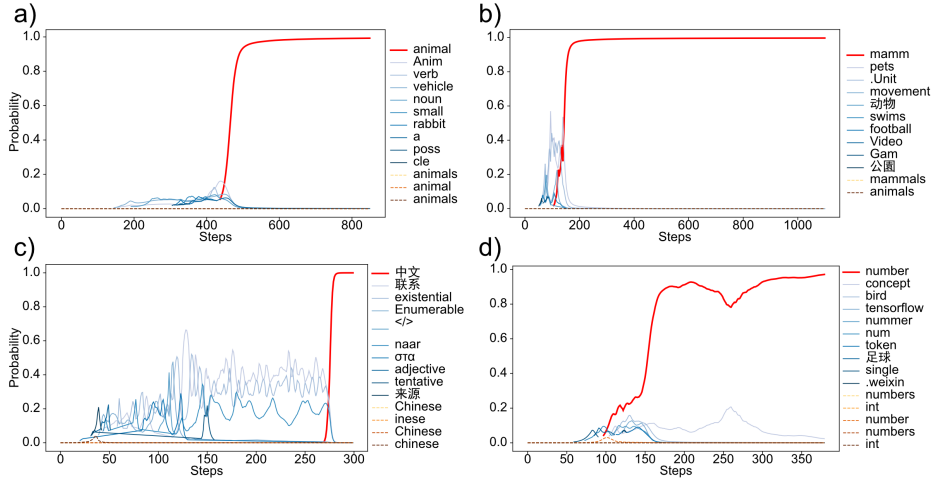 a)
1.0
0.8
0.6
0.4
0.2
0.0
Probability
0
200
400
600
800
Steps
animal
Anim
verb
vehicle
noun
small
rabbit
a
poss
cle
animals
animal
animals
b)
1.0
0.8
0.6
0.4
0.2
0.0
0
200
400
600
800
1000
Steps
mamm
pets
.Unit
movement
动物
swims
football
Video
Gam
公園
mammals
animals
c)
1.0
0.8
0.6
0.4
0.2
0.0
Probability
0
50
100
150
200
250
300
Steps
中文
联系
existential
Enumerable
</>
naar
στα
adjective
tentative
来源
Chinese
inese
Chinese
chinese
d)
1.0
0.8
0.6
0.4
0.2
0.0
0
50
100
150
200
250
300
350
Steps
number
concept
bird
tensorflow
nummer
num
token
足球
single
.weixin
numbers
int
number
numbers
int